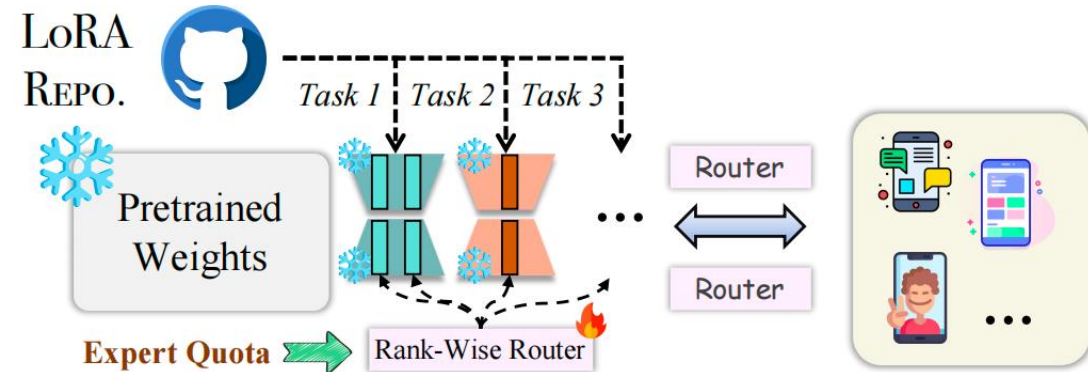 LORA
REPO.
Task 1
Task 2
Task 3
Pretrained
Weights
...
Router
Router
Expert Quota
Rank-Wise Router
...